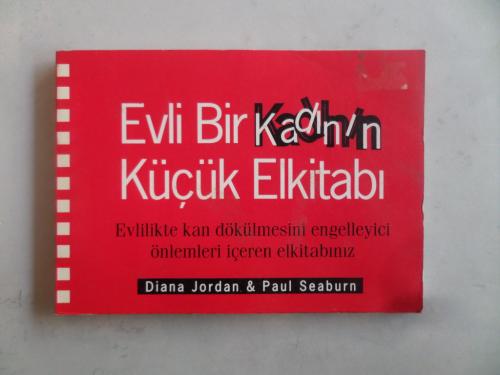 Evli Bir Kadının
Küçük Elkitabı
Evlilikte kan dökülmesini engelleyici
önlemleri içeren elkitabınız
Diana Jordan & Paul Seaburn